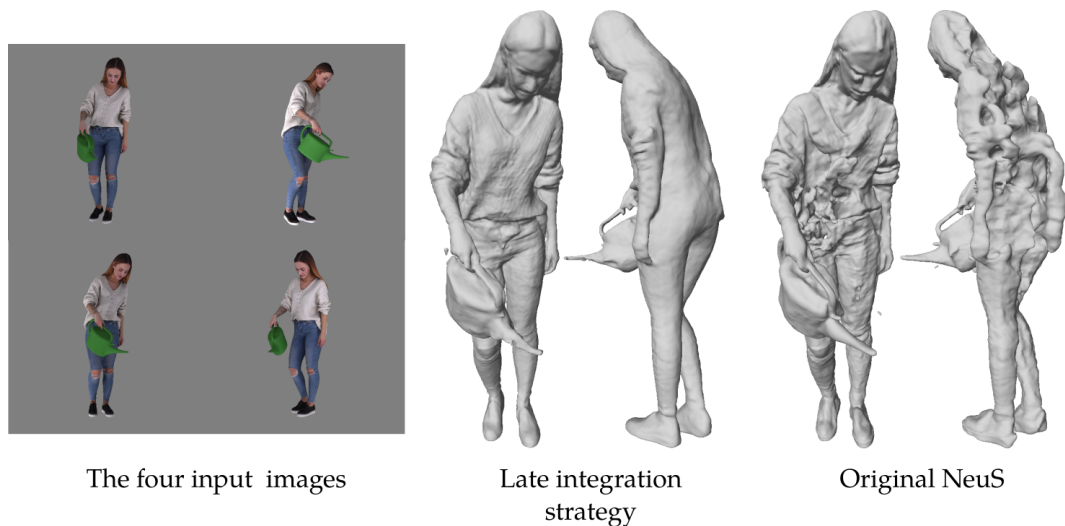 The four input images
Late integration
strategy
Original NeuS